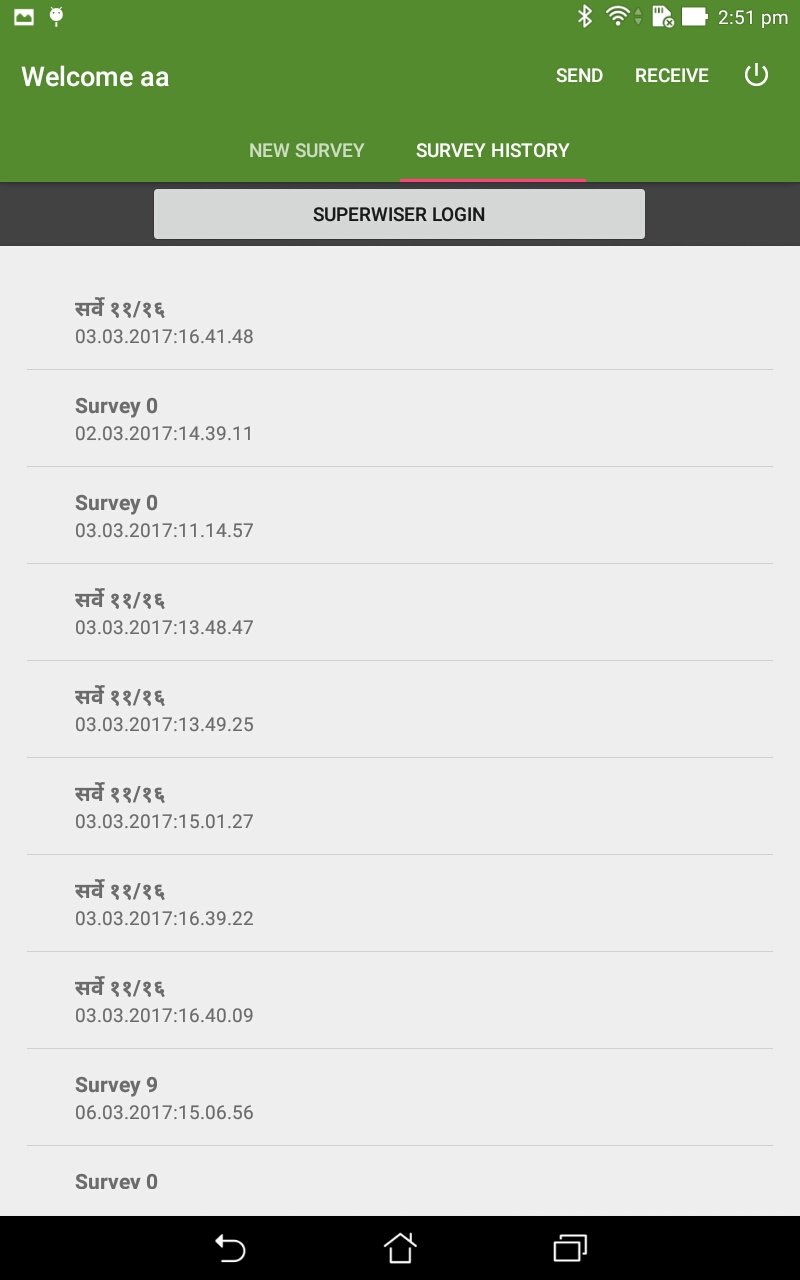 2:51 pm
Welcome aa
SEND
RECEIVE
NEW SURVEY
SURVEY HISTORY
SUPERWISER LOGIN
सर्वे ११/१६
03.03.2017:16.41.48
Survey 0
02.03.2017:14.39.11
Survey 0
03.03.2017:11.14.57
सर्वे ११/१६
03.03.2017:13.48.47
सर्वे ११/१६
03.03.2017:13.49.25
सर्वे ११/१६
03.03.2017:15.01.27
सर्वे ११/१६
03.03.2017:16.39.22
सर्वे ११/१६
03.03.2017:16.40.09
Survey 9
06.03.2017:15.06.56
Survey 0